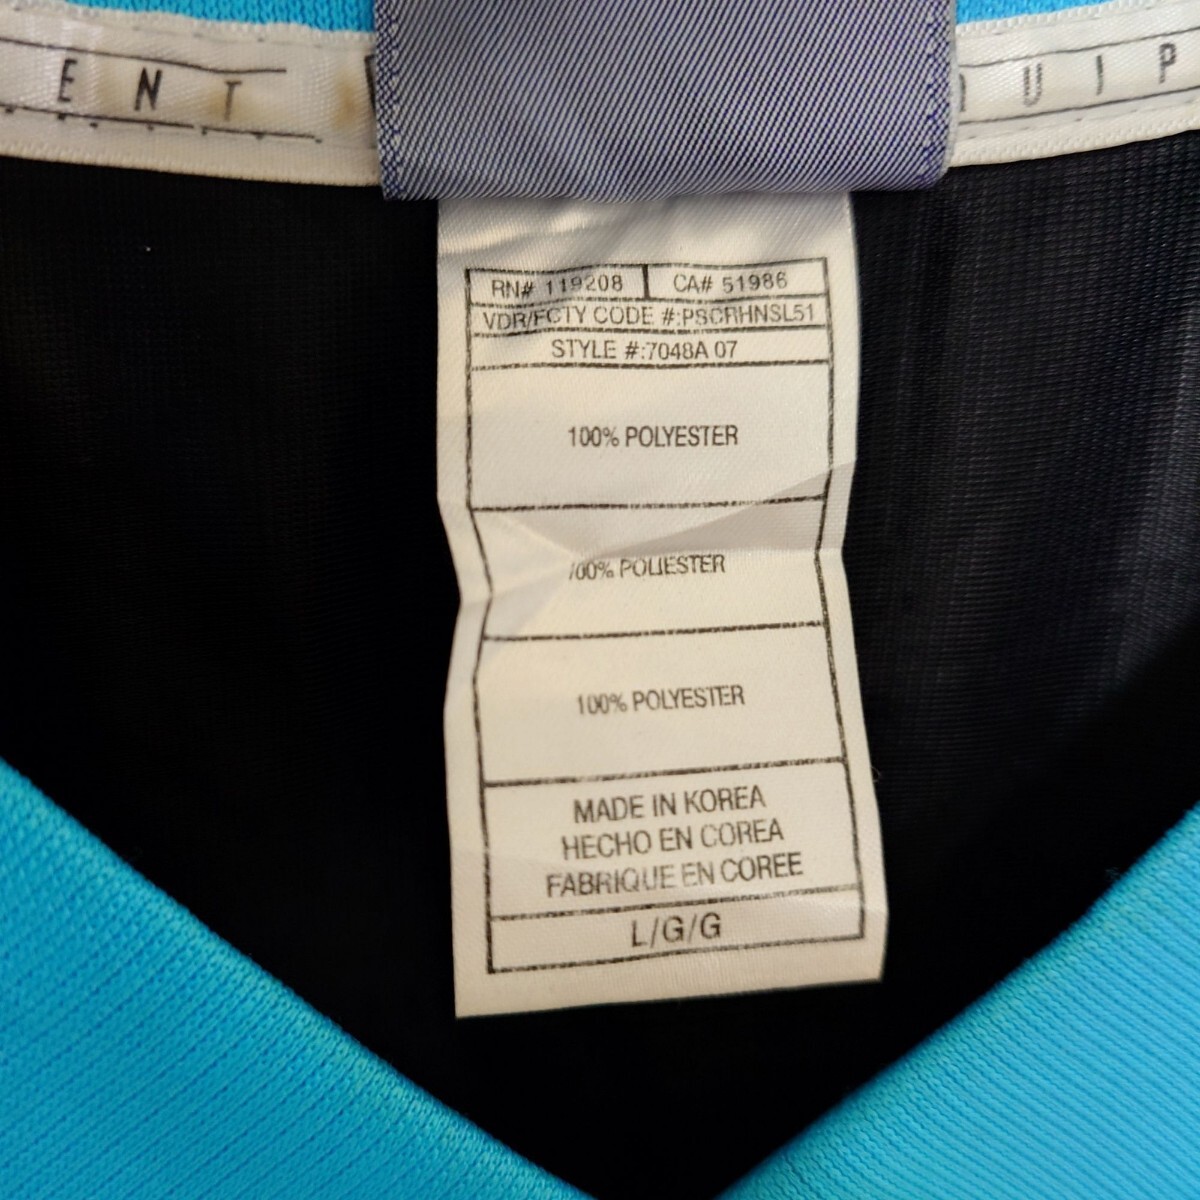 ENT
UIP
RN# 119208 CA# 51986
VDR/FCTY CODE #:PSCRHNSL51
STYLE #:7048A 07
100% POLYESTER
100% POLIESTER
100% POLYESTER
MADE IN KOREA
HECHO EN COREA
FABRIQUE EN COREE
L/G/G